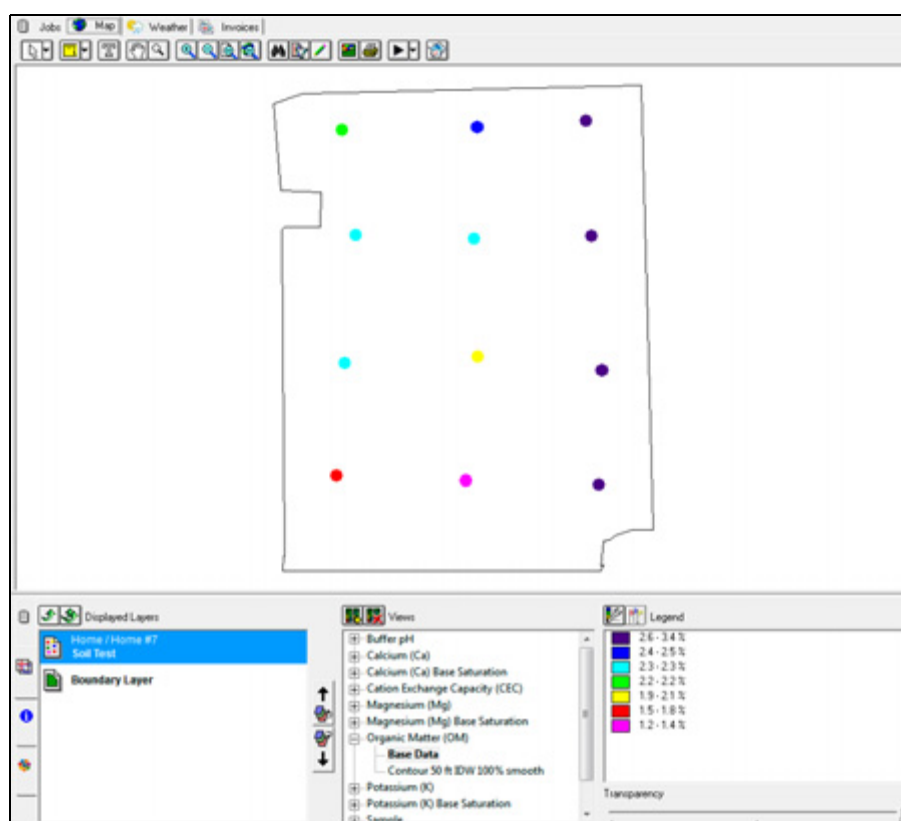 Jobs Map Weather Invoices
Displayed Layers
Home / Home #7
Soil Test
Boundary Layer
Views
Buffer pH
Calcium (Ca)
Calcium (Ca) Base Saturation
Cation Exchange Capacity (CEC)
Magnesium (Mg)
Magnesium (Mg) Base Saturation
Organic Matter (OM)
Base Data
Contour 50 ft IDW 100% smooth
Potassium (K)
Potassium (K) Base Saturation
Sample
Legend
2.6 - 3.4 %
2.4 - 2.5 %
2.3 - 2.3 %
2.2 - 2.2 %
1.9 - 2.1 %
1.5 - 1.8 %
1.2 - 1.4 %
Transparency